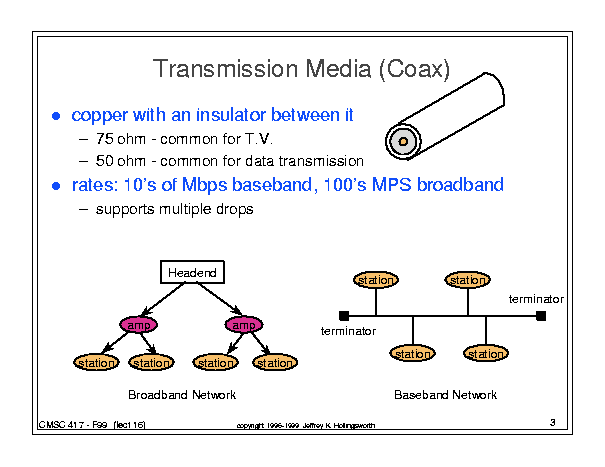 Transmission Media (Coax)
● copper with an insulator between it
– 75 ohm - common for T.V.
– 50 ohm - common for data transmission
● rates: 10's of Mbps baseband, 100's MPS broadband
– supports multiple drops
Headend
amp amp
station station station station
Broadband Network
station station
terminator
terminator
station station
Baseband Network
CMSC 417 - F99 (lect 16)
copyright 1996-1999 Jeffrey K. Hollingsworth
3